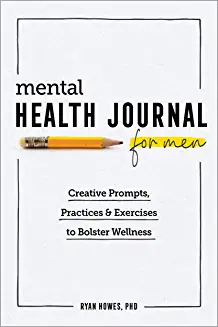 mental
HEALTH JOURNAL
for men
Creative Prompts,
Practices & Exercises
to Bolster Wellness
RYAN HOWES, PHD